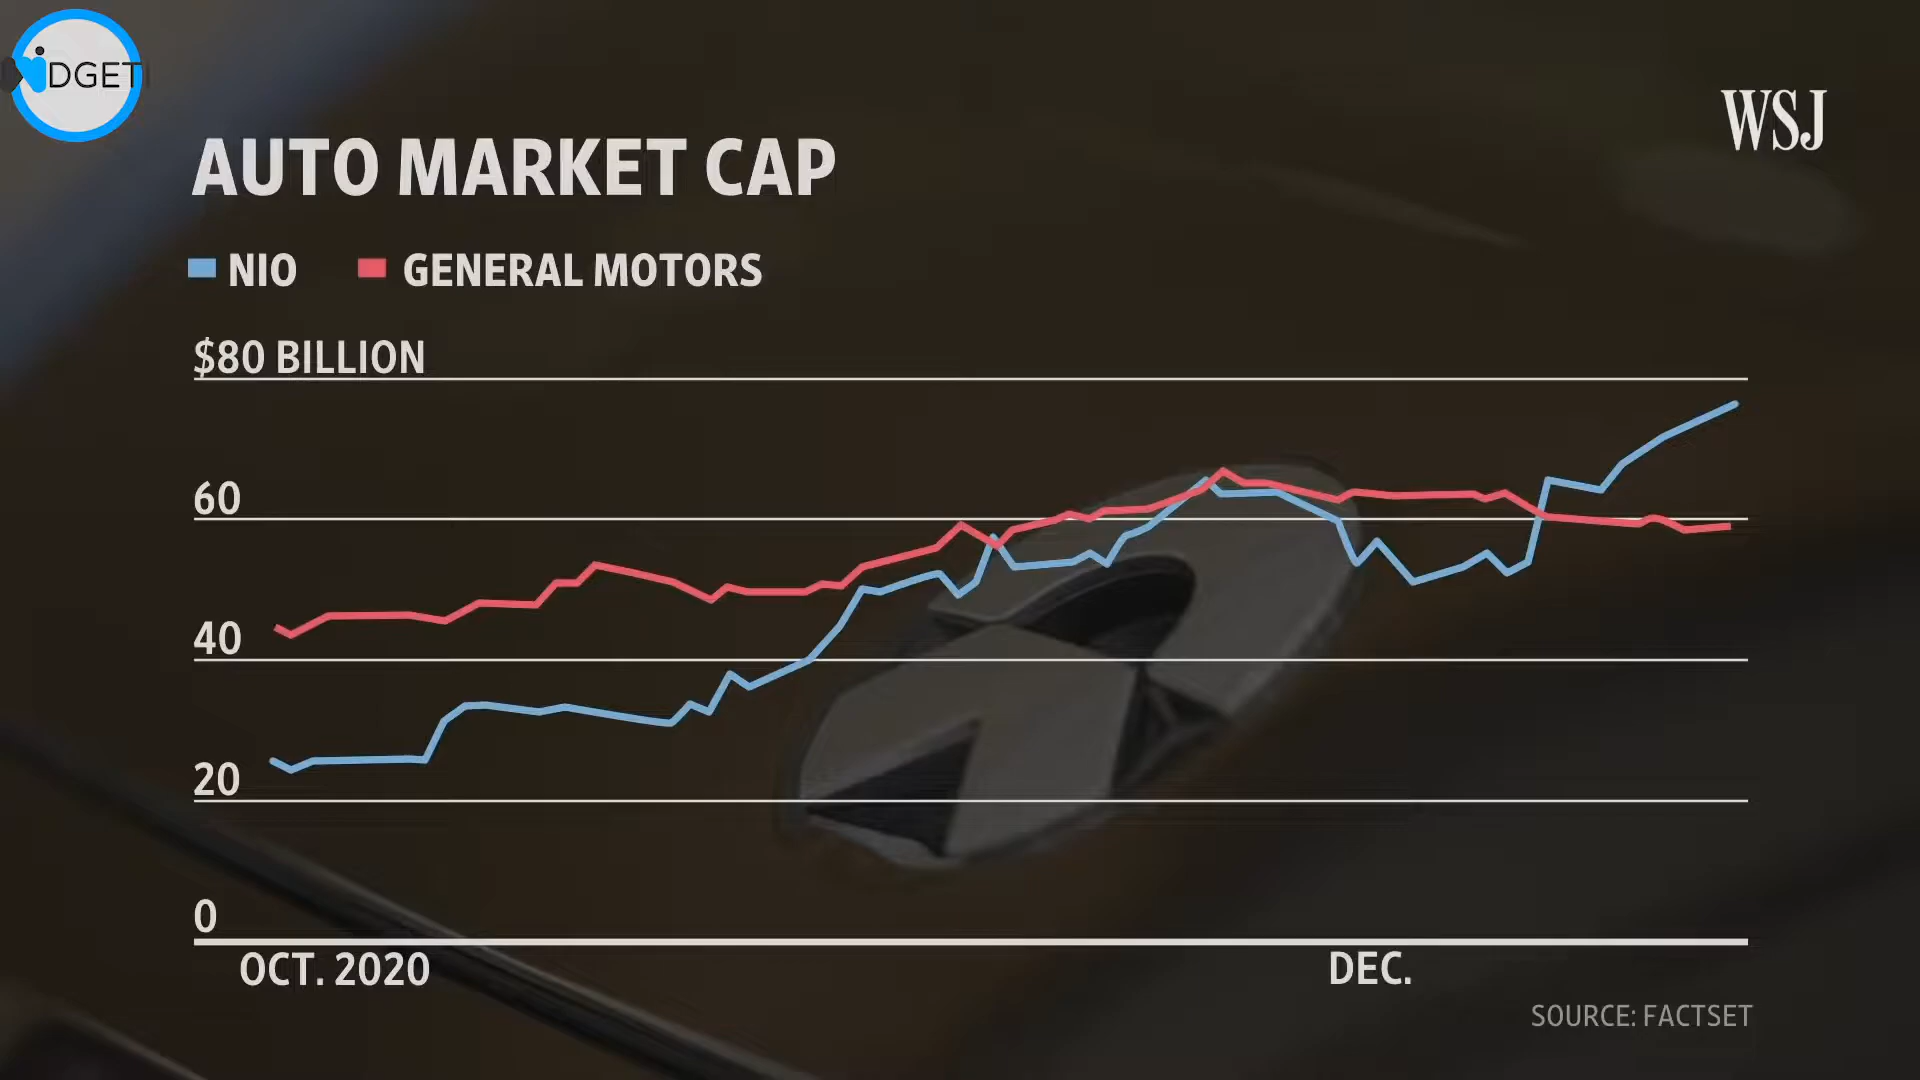 DGET
WSJ
AUTO MARKET CAP
NIO
GENERAL MOTORS
$80 BILLION
60
40
20
0
OCT. 2020
DEC.
SOURCE: FACTSET